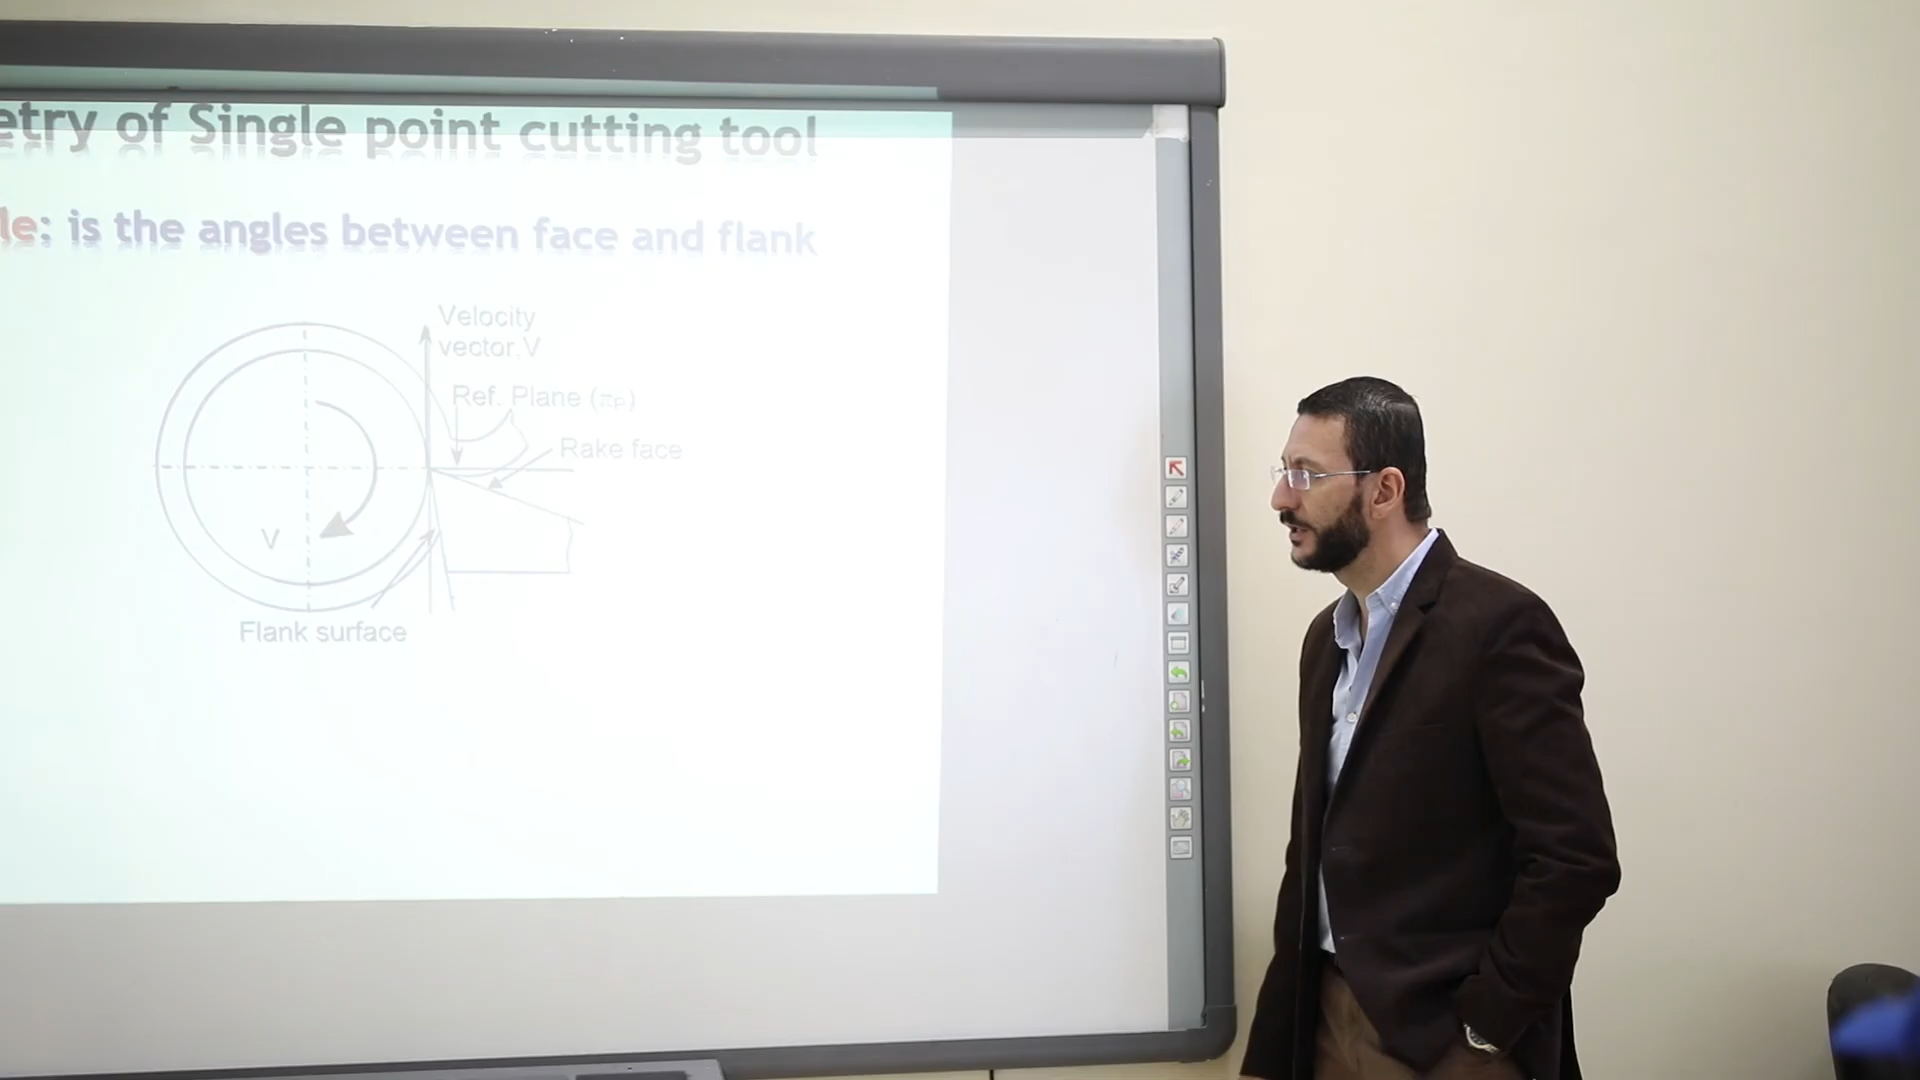 etry of Single point cutting tool
le: is the angles between face and flank
Velocity
vector,V
Ref. Plane (πR)
Rake face
V
Flank surface